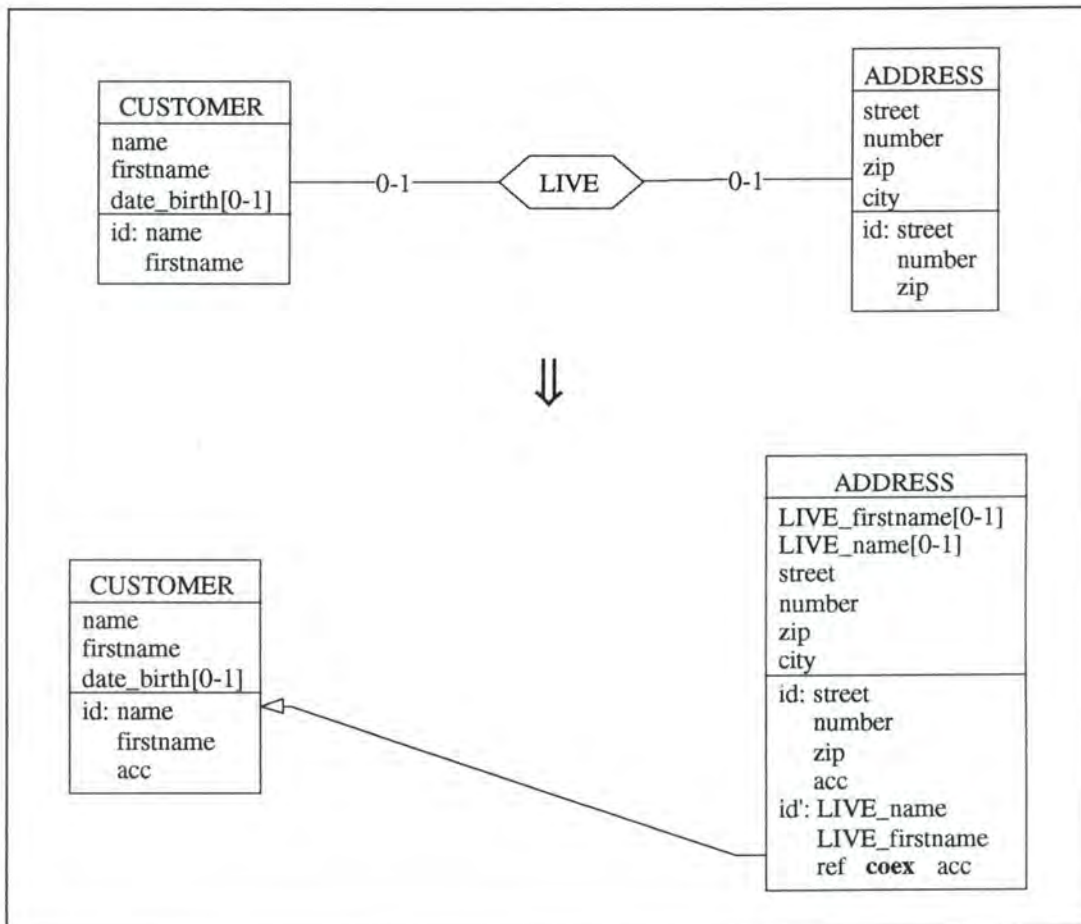 CUSTOMER
name
firstname
date_birth[0-1]
id: name
firstname
0-1
LIVE
0-1
ADDRESS
street
number
zip
city
id: street
number
zip
⇓
CUSTOMER
name
firstname
date_birth[0-1]
id: name
firstname
acc
ADDRESS
LIVE_firstname[0-1]
LIVE_name[0-1]
street
number
zip
city
id: street
number
zip
acc
id': LIVE_name
LIVE_firstname
ref coex acc